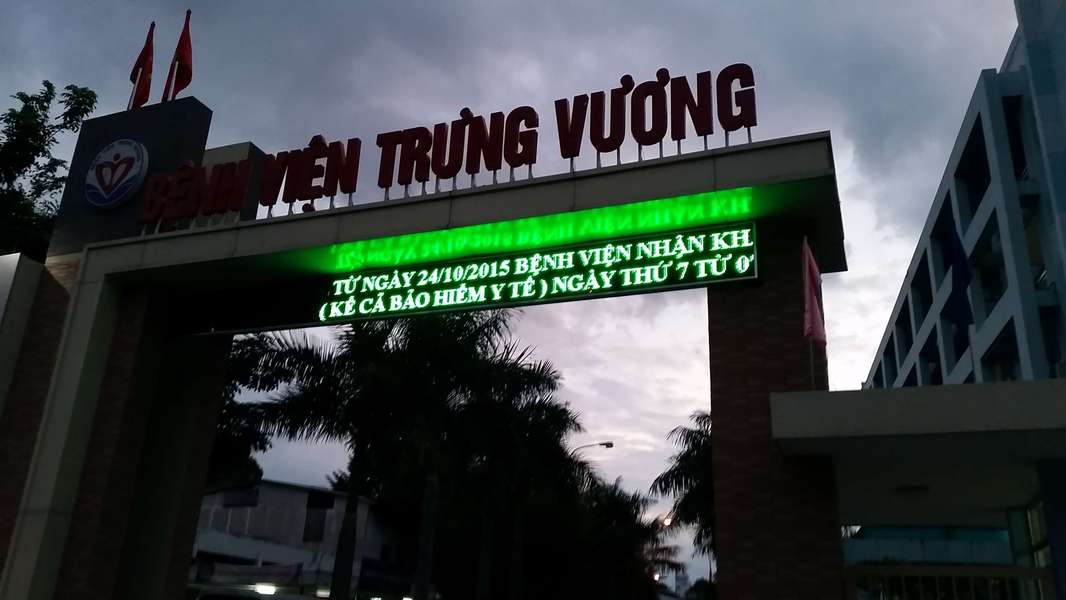 BỆNH VIỆN TRƯNG VƯƠNG
TỪ NGÀY 24/10/2015 BỆNH VIỆN NHẬN KH
( KỂ CẢ BẢO HIỂM Y TẾ ) NGÀY THỨ 7 TỪ 0